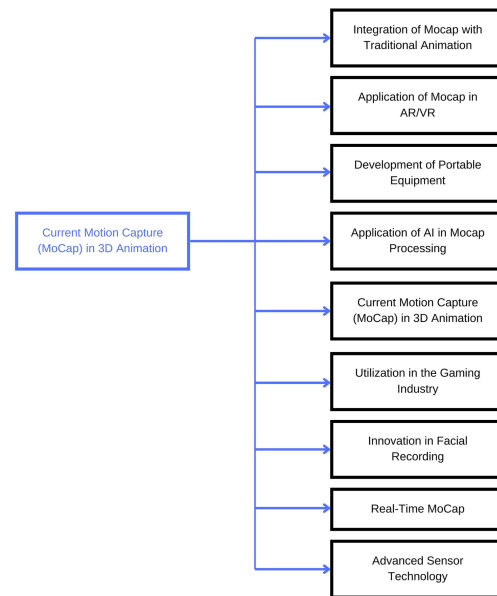 Integration of Mocap with
Traditional Animation
Application of Mocap in
AR/VR
Development of Portable
Equipment
Current Motion Capture
(MoCap) in 3D Animation
Application of AI in Mocap
Processing
Current Motion Capture
(MoCap) in 3D Animation
Utilization in the Gaming
Industry
Innovation in Facial
Recording
Real-Time MoCap
Advanced Sensor
Technology